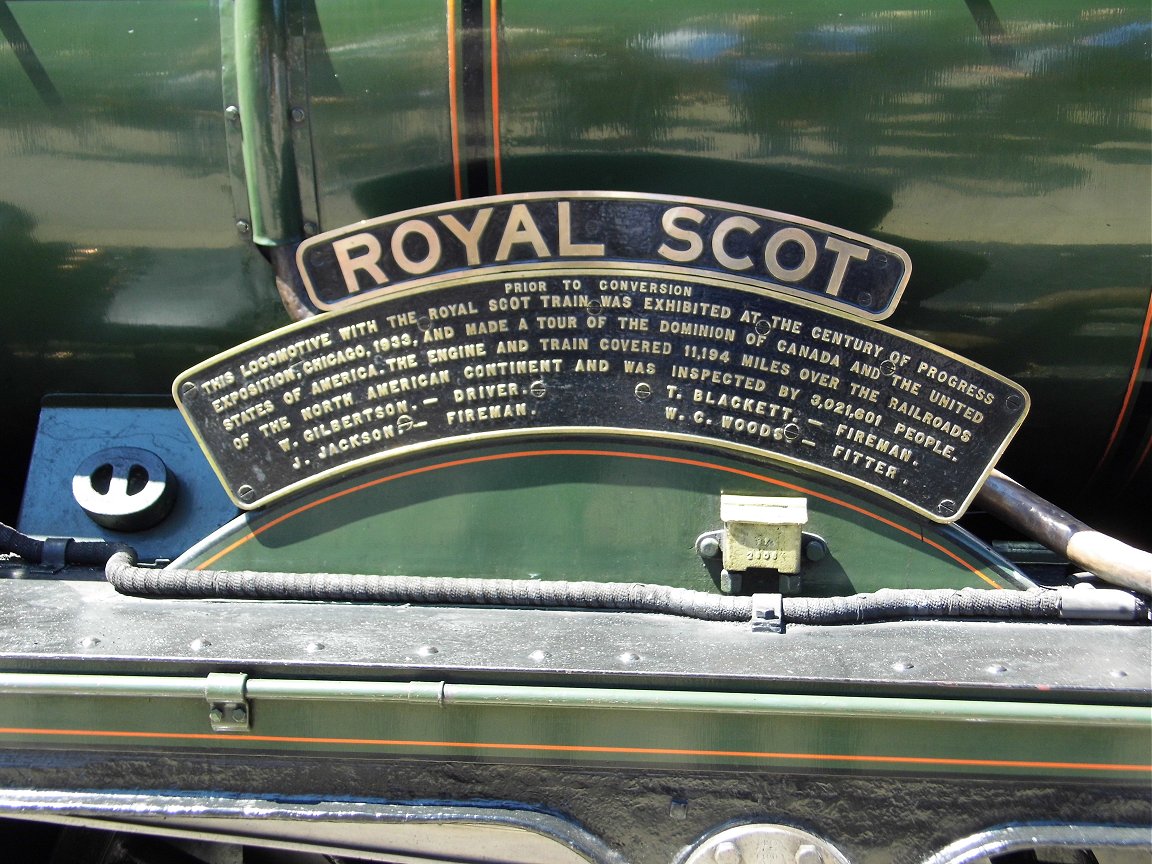 ROYAL SCOT
PRIOR TO CONVERSION
THIS LOCOMOTIVE WITH THE ROYAL SCOT TRAIN WAS EXHIBITED AT THE CENTURY OF PROGRESS
EXPOSITION, CHICAGO, 1933, AND MADE A TOUR OF THE DOMINION OF CANADA AND THE UNITED
STATES OF AMERICA. THE ENGINE AND TRAIN COVERED 11,194 MILES OVER THE RAILROADS
OF THE NORTH AMERICAN CONTINENT AND WAS INSPECTED BY 3,021,601 PEOPLE.
W. GILBERTSON. — DRIVER. T. BLACKETT. — FIREMAN.
J. JACKSON. — FIREMAN. W. C. WOODS. — FITTER.